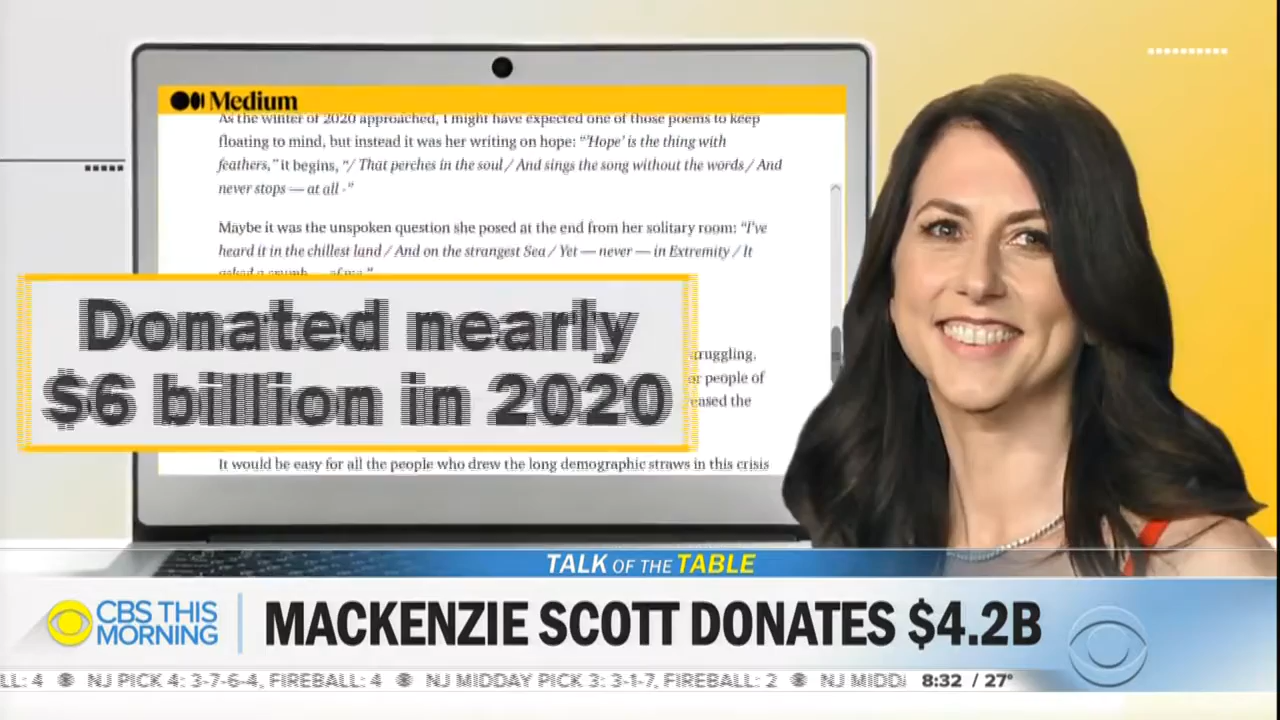 Medium
As the winter of 2020 approached, I might have expected one of those poems to keep
floating to mind, but instead it was her writing on hope: “‘Hope’ is the thing with
feathers,” it begins, “/ That perches in the soul / And sings the song without the words / And
never stops — at all -”
Maybe it was the unspoken question she posed at the end from her solitary room: “I’ve
heard it in the chillest land / And on the strangest Sea / Yet — never — in Extremity / It
Donated nearly
$6 billion in 2020
people of
the
It would be easy for all the people who drew the long demographic straws in this crisis
TALK OF THE TABLE
CBS THIS
MORNING
MACKENZIE SCOTT DONATES $4.2B
: 4 NJ PICK 4: 3-7-6-4, FIREBALL: 4 NJ MIDDAY PICK 3: 3-1-7, FIREBALL: 2 NJ 8:32 / 27°